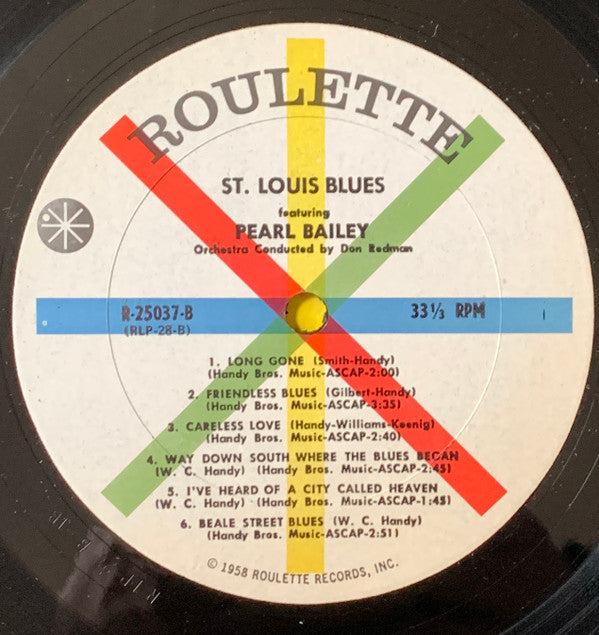 ROULETTE
ST. LOUIS BLUES
featuring
PEARL BAILEY
Orchestra Conducted by Don Redman
R-25037-B
(RLP-28-B)
33⅓ RPM
1. LONG GONE (Smith-Handy)
(Handy Bros. Music-ASCAP-2:00)
2. FRIENDLESS BLUES (Gilbert-Handy)
(Handy Bros. Music-ASCAP-3:35)
3. CARELESS LOVE (Handy-Williams-Koenig)
(Handy Bros. Music-ASCAP-2:40)
4. WAY DOWN SOUTH WHERE THE BLUES BEGAN
(W. C. Handy) (Handy Bros. Music-ASCAP-2:45)
5. I'VE HEARD OF A CITY CALLED HEAVEN
(W. C. Handy) (Handy Bros. Music-ASCAP-1:45)
6. BEALE STREET BLUES (W. C. Handy)
(Handy Bros. Music-ASCAP-2:51)
© 1958 ROULETTE RECORDS, INC.